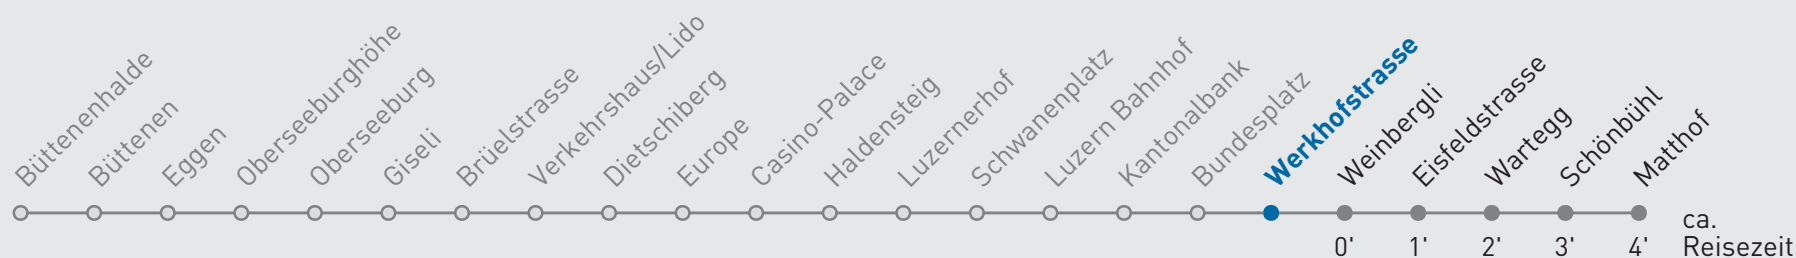 Büttenenhalde
Büttenen
Eggen
Oberseeburghöhe
Oberseeburg
Giseli
Brüelstrasse
Verkehrshaus/Lido
Dietschiberg
Europe
Casino-Palace
Haldensteig
Luzernerhof
Schwanenplatz
Luzern Bahnhof
Kantonalbank
Bundesplatz
Werkhofstrasse
Weinbergli
Eisfeldstrasse
Wartegg
Schönbühl
Matthof
0' 1' 2' 3' 4'
ca.
Reisezeit